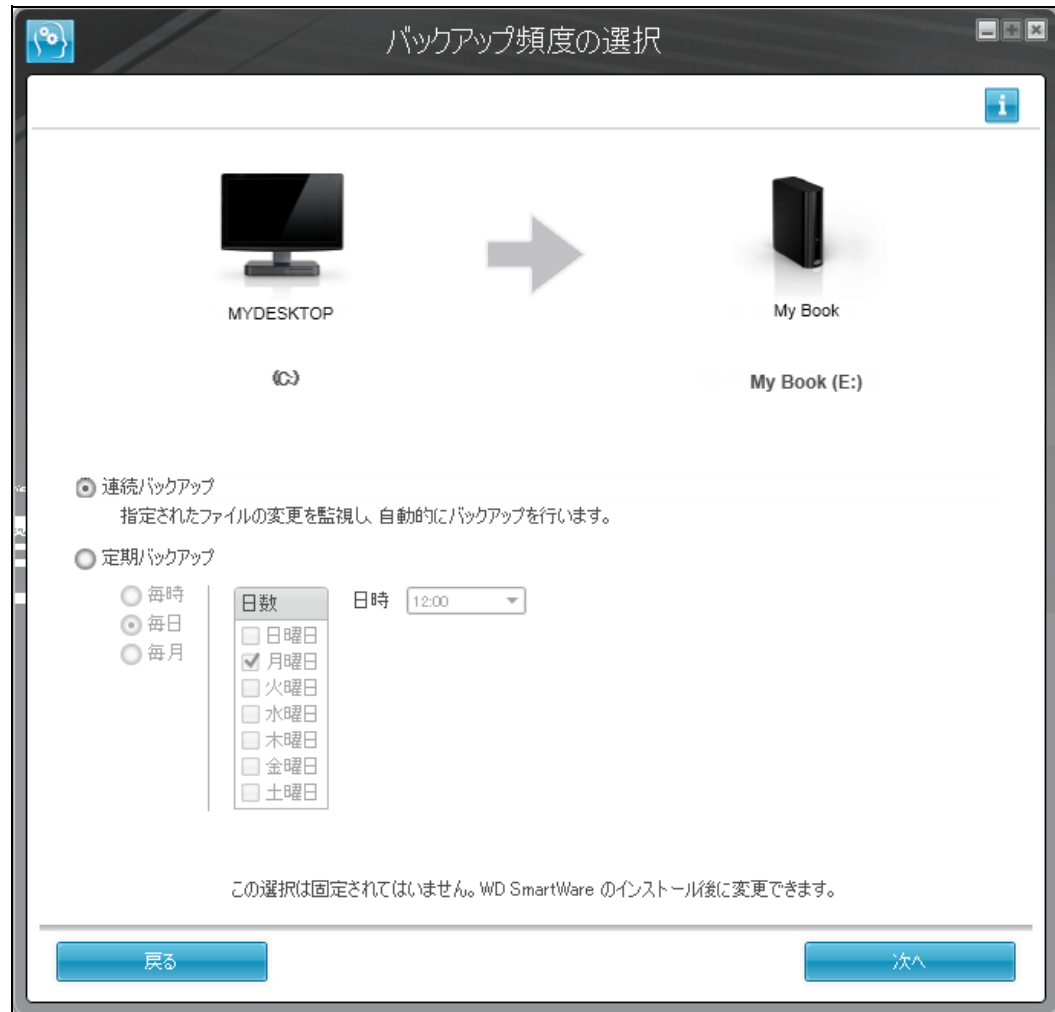 バックアップ頻度の選択
MYDESKTOP
My Book
(C:)
My Book (E:)
連続バックアップ
指定されたファイルの変更を監視し、自動的にバックアップを行います。
定期バックアップ
毎時
毎日
毎月
日数
日曜日
月曜日
火曜日
水曜日
木曜日
金曜日
土曜日
日時 12:00
この選択は固定されてはいません。WD SmartWare のインストール後に変更できます。
戻る
次へ